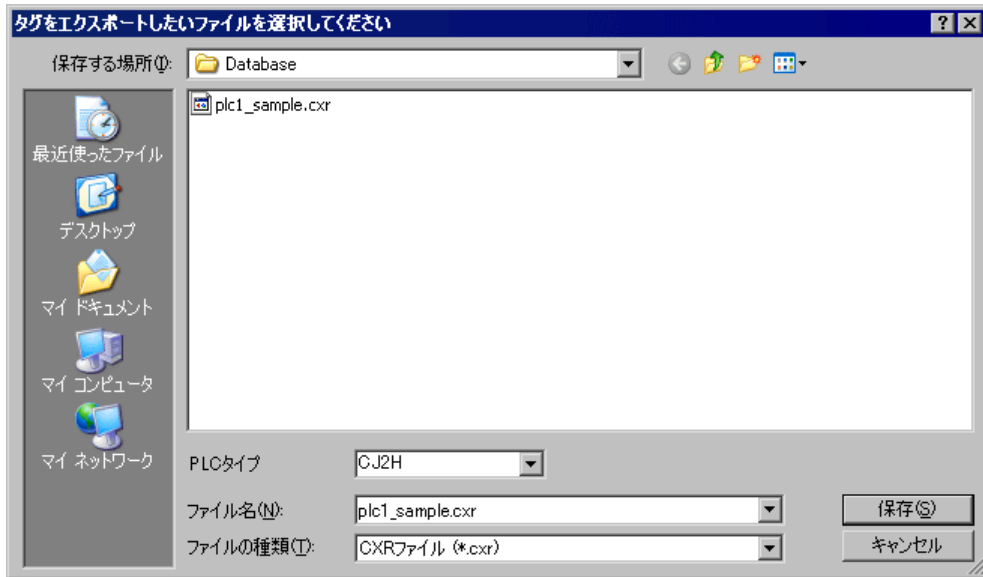 タグをエクスポートしたいファイルを選択してください
保存する場所(I):
Database
plc1_sample.cxr
最近使ったファイル
デスクトップ
マイ ドキュメント
マイ コンピュータ
マイ ネットワーク
PLCタイプ
CJ2H
ファイル名(N):
plc1_sample.cxr
保存(S)
ファイルの種類(T):
CXRファイル (*.cxr)
キャンセル